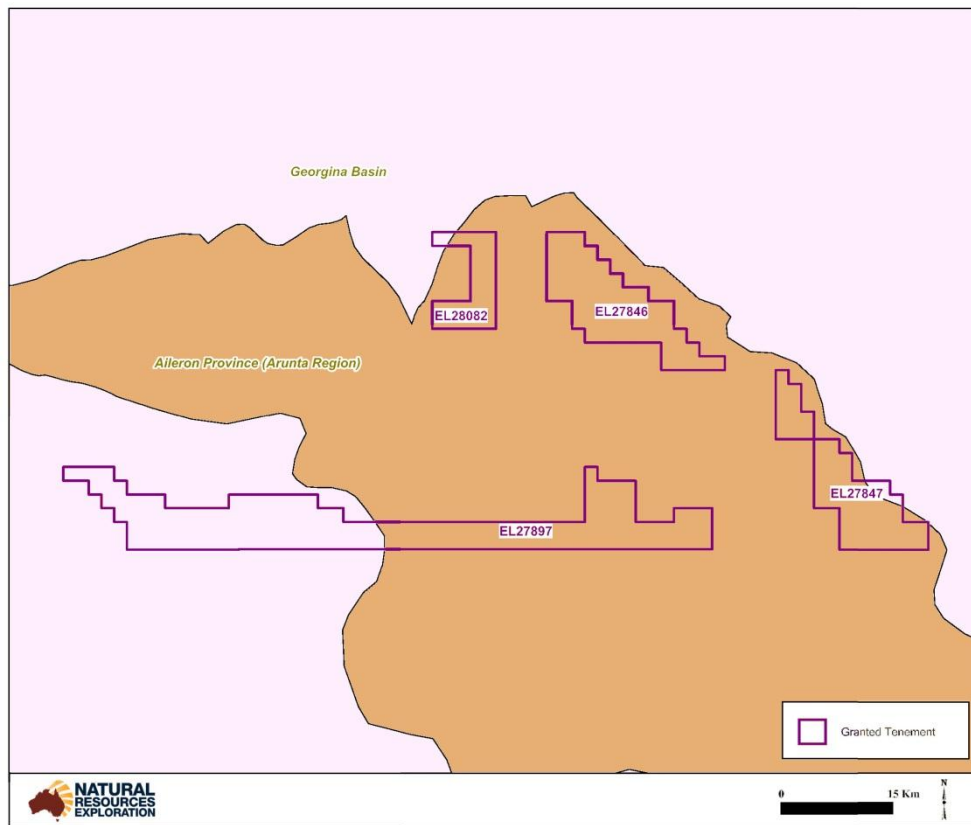 Georgina Basin
EL28082
EL27846
Aileron Province (Arunta Region)
EL27847
EL27897
Granted Tenement
NATURAL
RESOURCES
EXPLORATION
0 15 Km
N